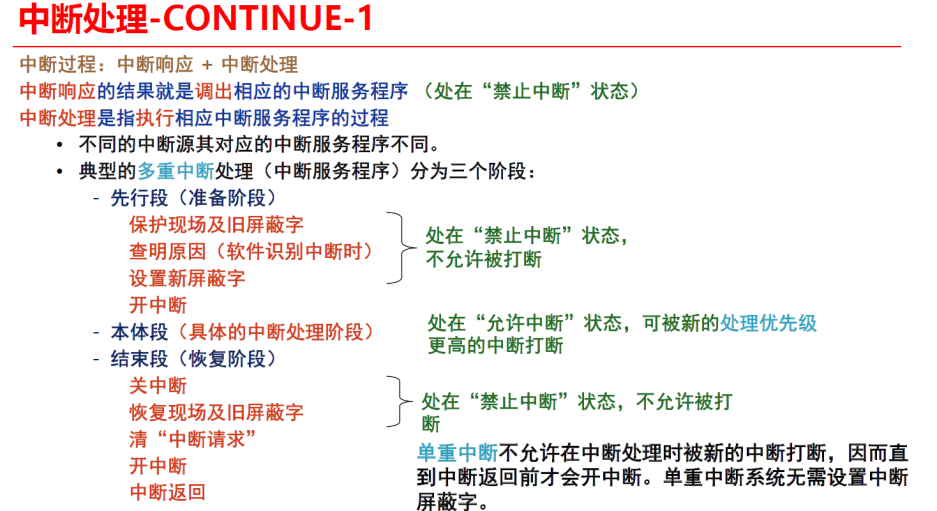 中断处理-CONTINUE-1
中断过程：中断响应 + 中断处理
中断响应的结果就是调出相应的中断服务程序 （处在“禁止中断”状态）
中断处理是指执行相应中断服务程序的过程
• 不同的中断源其对应的中断服务程序不同。
• 典型的多重中断处理（中断服务程序）分为三个阶段：
- 先行段（准备阶段）
保护现场及旧屏蔽字
查明原因（软件识别中断时）
设置新屏蔽字
处在“禁止中断”状态，
不允许被打断
开中断
- 本体段（具体的中断处理阶段）
处在“允许中断”状态，可被新的处理优先级
更高的中断打断
- 结束段（恢复阶段）
关中断
恢复现场及旧屏蔽字
处在“禁止中断”状态，不允许被打
断
清“中断请求”
开中断
中断返回
单重中断不允许在中断处理时被新的中断打断，因而直
到中断返回前才会开中断。单重中断系统无需设置中断
屏蔽字。